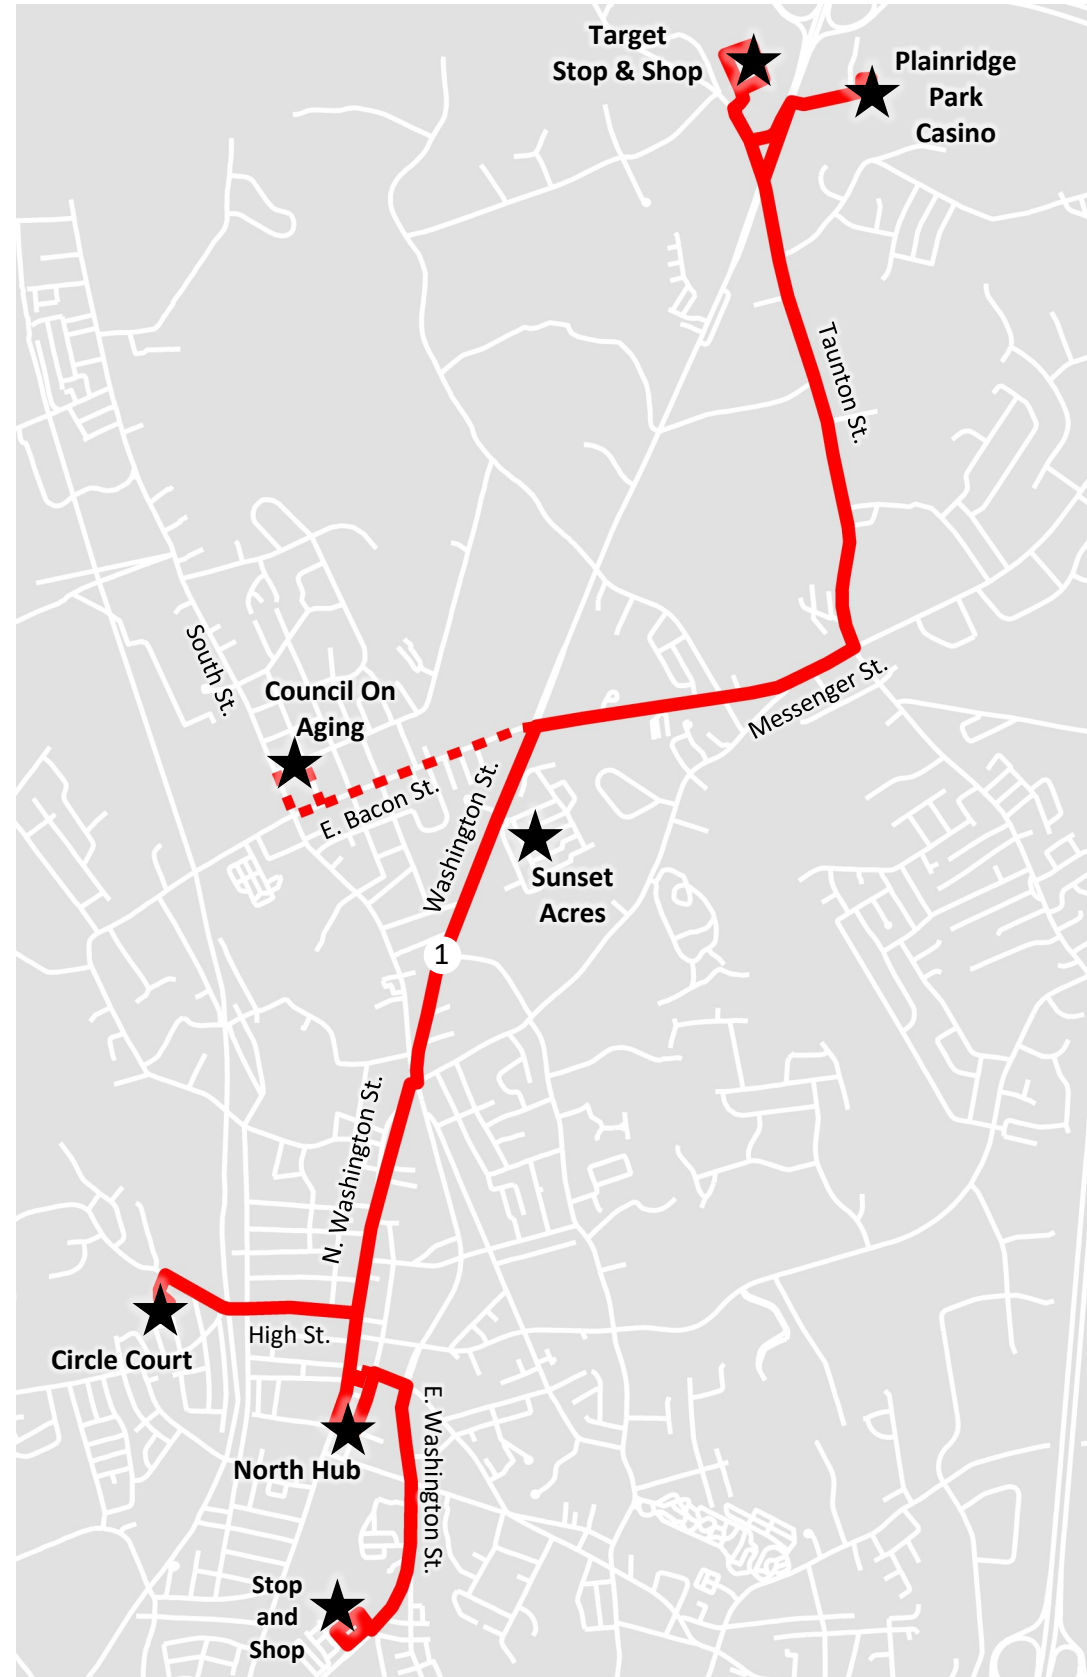 Target
Stop & Shop
Plainridge
Park
Casino
Taunton St.
South St.
Council On
Aging
Messenger St.
E. Bacon St.
Washington St.
Sunset
Acres
1
N. Washington St.
High St.
Circle Court
E. Washington St.
North Hub
Stop
and
Shop